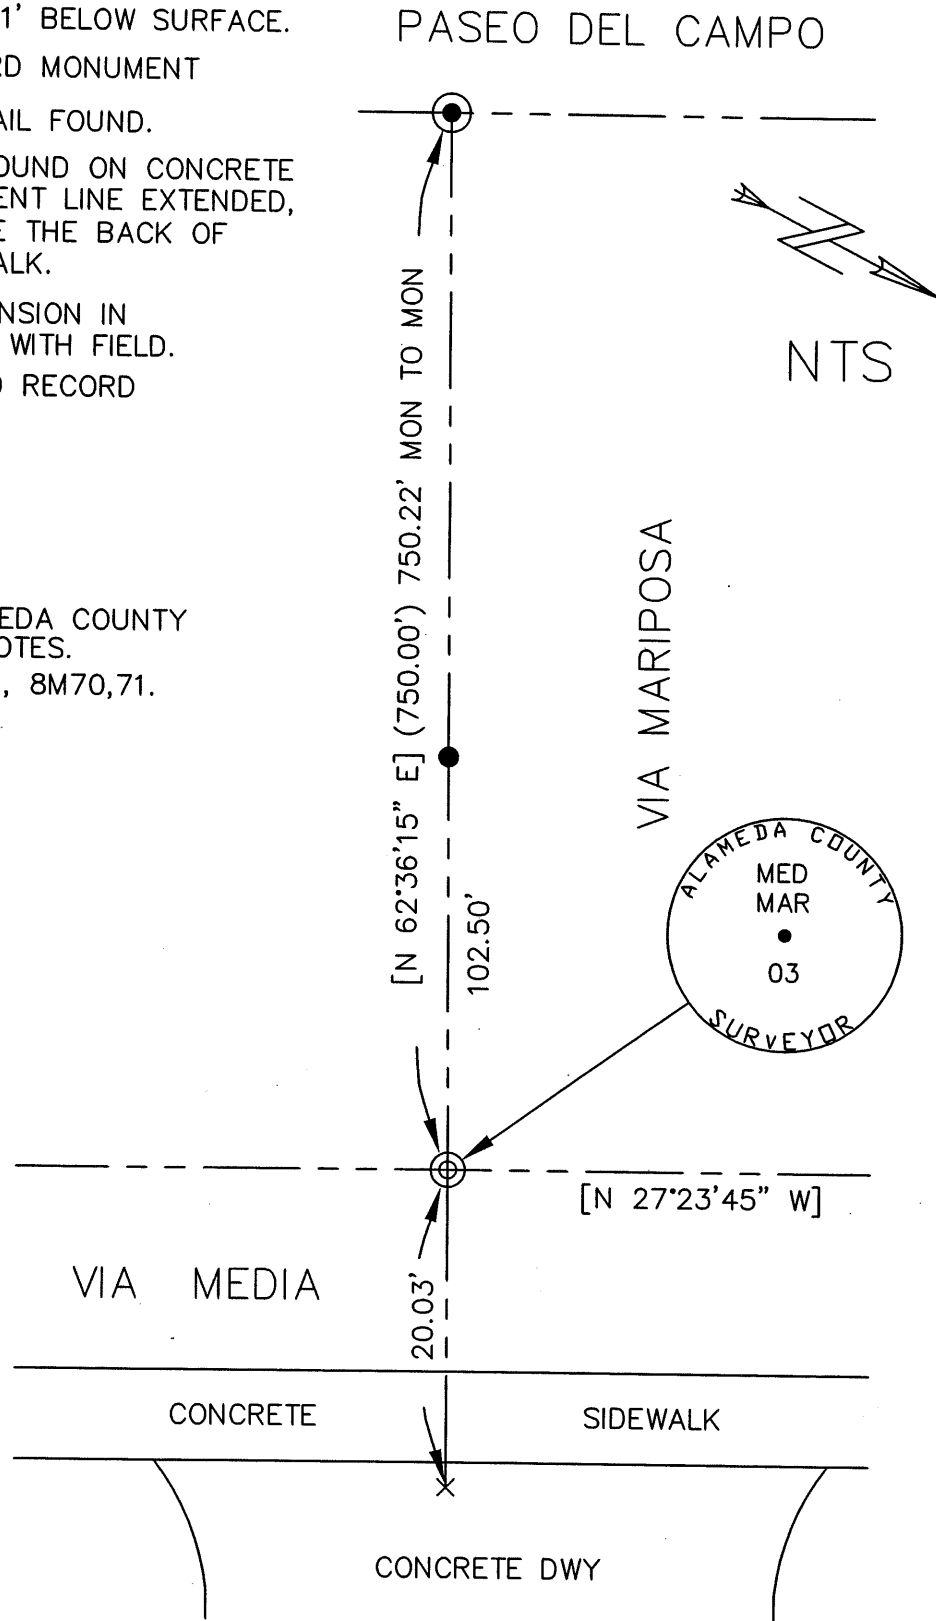 1' BELOW SURFACE.
RD MONUMENT
AIL FOUND.
OUND ON CONCRETE
ENT LINE EXTENDED,
E THE BACK OF
ALK.
NSION IN
WITH FIELD.
RECORD
EDA COUNTY
OTES.
, 8M70,71.
PASEO DEL CAMPO
NTS
[N 62°36'15" E] (750.00') 750.22' MON TO MON
102.50'
VIA MARIPOSA
ALAMEDA COUNTY
MED
MAR
03
SURVEYOR
[N 27°23'45" W]
VIA MEDIA
20.03'
CONCRETE SIDEWALK
CONCRETE DWY